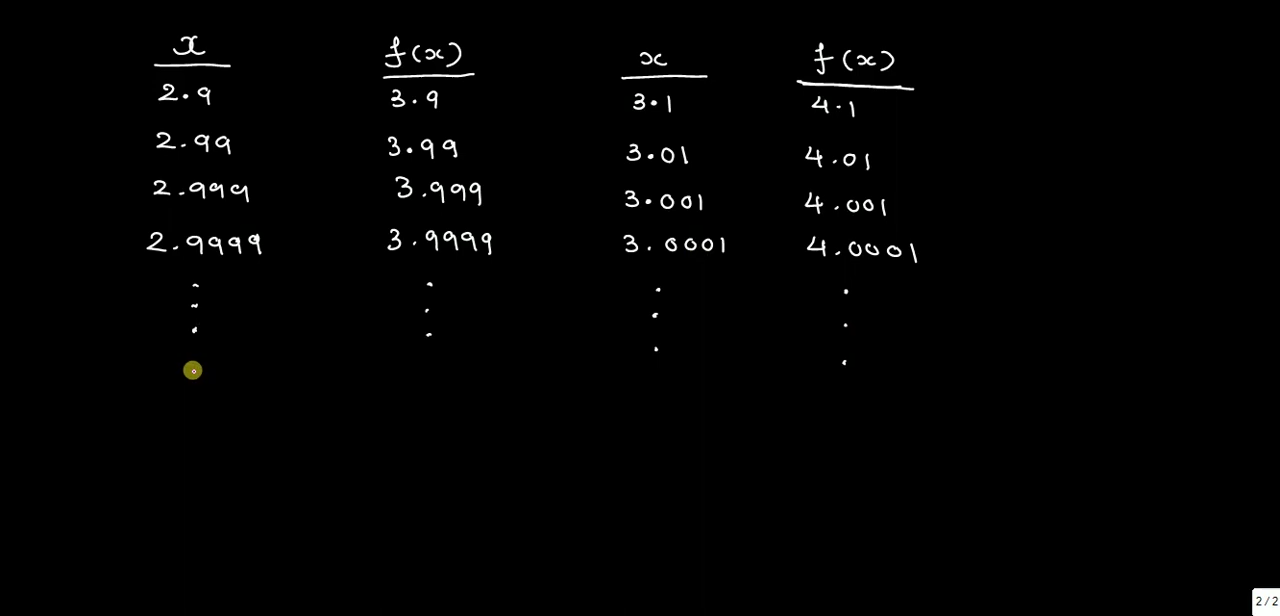 x f(x) x f(x)
2.9 3.9 3.1 4.1
2.99 3.99 3.01 4.01
2.999 3.999 3.001 4.001
2.9999 3.9999 3.0001 4.0001
2/2